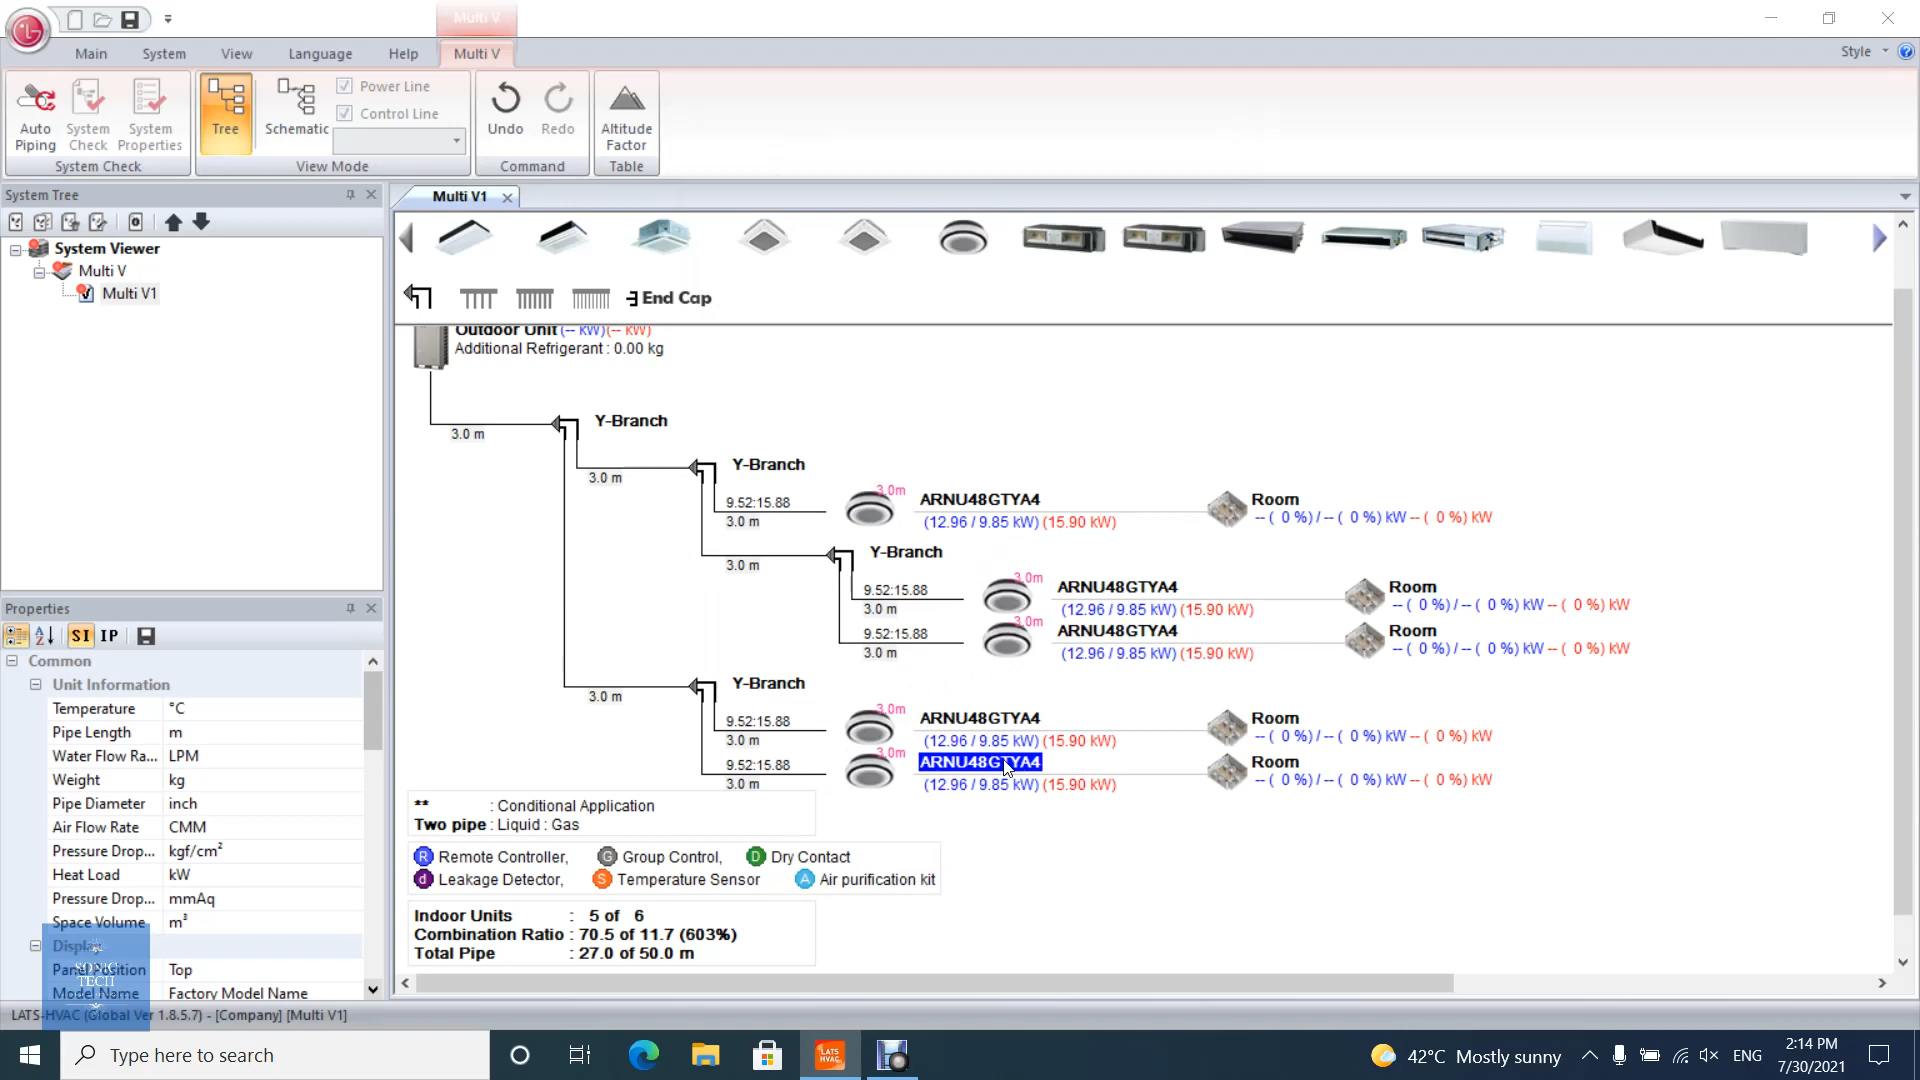 Multi V
Main System View Language Help Multi V Style
Auto Piping
System Check
System Properties
System Check
Tree
Schematic
Power Line
Control Line
View Mode
Undo Redo
Command
Altitude Factor
Table
System Tree
System Viewer
Multi V
Multi V1
Multi V1
End Cap
Outdoor Unit (-- kW)(-- kW)
Additional Refrigerant : 0.00 kg
Y-Branch
3.0 m
Y-Branch
3.0 m
3.0m
9.52:15.88
3.0 m
ARNU48GTYA4
(12.96 / 9.85 kW) (15.90 kW)
Room
-- ( 0 %) / -- ( 0 %) kW -- ( 0 %) kW
Y-Branch
3.0 m
3.0m
9.52:15.88
3.0 m
ARNU48GTYA4
(12.96 / 9.85 kW) (15.90 kW)
Room
-- ( 0 %) / -- ( 0 %) kW -- ( 0 %) kW
3.0m
9.52:15.88
3.0 m
ARNU48GTYA4
(12.96 / 9.85 kW) (15.90 kW)
Room
-- ( 0 %) / -- ( 0 %) kW -- ( 0 %) kW
Y-Branch
3.0 m
3.0m
9.52:15.88
3.0 m
ARNU48GTYA4
(12.96 / 9.85 kW) (15.90 kW)
Room
-- ( 0 %) / -- ( 0 %) kW -- ( 0 %) kW
3.0m
9.52:15.88
3.0 m
ARNU48GTYA4
(12.96 / 9.85 kW) (15.90 kW)
Room
-- ( 0 %) / -- ( 0 %) kW -- ( 0 %) kW
** : Conditional Application
Two pipe : Liquid : Gas
R Remote Controller, G Group Control, D Dry Contact
d Leakage Detector, S Temperature Sensor A Air purification kit
Indoor Units : 5 of 6
Combination Ratio : 70.5 of 11.7 (603%)
Total Pipe : 27.0 of 50.0 m
Properties
SI IP
Common
Unit Information
Temperature °C
Pipe Length m
Water Flow Ra... LPM
Weight kg
Pipe Diameter inch
Air Flow Rate CMM
Pressure Drop... kgf/cm²
Heat Load kW
Pressure Drop... mmAq
Space Volume m³
Display
Panel Position Top
Model Name Factory Model Name
SONIC
TECH
LATS-HVAC (Global Ver 1.8.5.7) - [Company] [Multi V1]
Type here to search
LATS
HVAC
42°C Mostly sunny
ENG
2:14 PM
7/30/2021